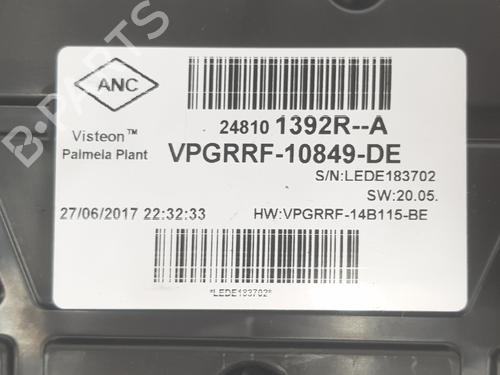 B-PARTS
ANC
24810 1392R--A
Visteon™
Palmela Plant
VPGRRF-10849-DE
S/N:LEDE183702
SW:20.05.
27/06/2017 22:32:33
HW:VPGRRF-14B115-BE
*LEDE183702*